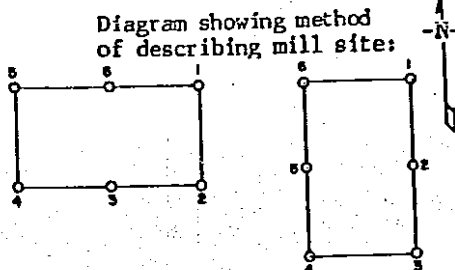 Diagram showing method
of describing mill site:
-N-
5 6 1
4 3 2
6 1
5 2
4 3